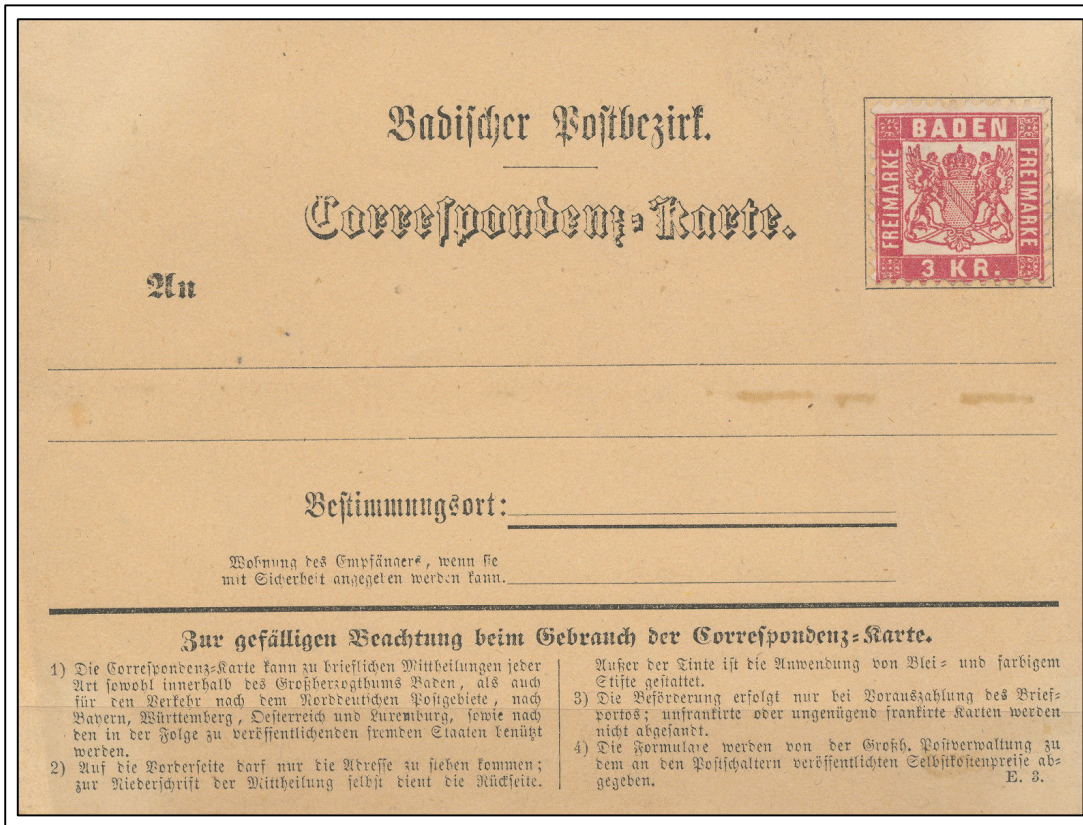 Badischer Postbezirk.
BADEN
FREIMARKE
FREIMARKE
3 KR.
Correspondenz-Karte.
An
Bestimmungsort:
Wohnung des Empfängers, wenn sie
mit Sicherheit angegeben werden kann.
Zur gefälligen Beachtung beim Gebrauch der Correspondenz-Karte.
1) Die Correspondenz-Karte kann zu brieflichen Mittheilungen jeder
Art sowohl innerhalb des Großherzogthums Baden, als auch
für den Verkehr nach dem Norddeutschen Postgebiete, nach
Bayern, Württemberg, Oesterreich und Luxemburg, sowie nach
den in der Folge zu veröffentlichenden fremden Staaten benützt
werden.
2) Auf die Vorderseite darf nur die Adresse zu stehen kommen;
zur Niederschrift der Mittheilung selbst dient die Rückseite.
Außer der Tinte ist die Anwendung von Blei- und farbigem
Stifte gestattet.
3) Die Beförderung erfolgt nur bei Vorauszahlung des Brief-
portos; unfrankirte oder ungenügend frankirte Karten werden
nicht abgesandt.
4) Die Formulare werden von der Großh. Postverwaltung zu
dem an den Postschaltern veröffentlichten Selbstkostenpreise ab-
gegeben. E. 3.